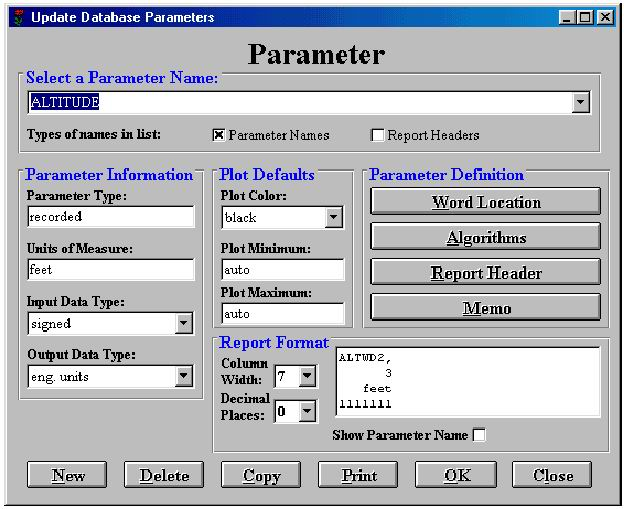 Update Database Parameters
Parameter
Select a Parameter Name:
ALTITUDE
Types of names in list: Parameter Names Report Headers
Parameter Information
Parameter Type:
recorded
Units of Measure:
feet
Input Data Type:
signed
Output Data Type:
eng. units
Plot Defaults
Plot Color:
black
Plot Minimum:
auto
Plot Maximum:
auto
Parameter Definition
Word Location
Algorithms
Report Header
Memo
Report Format
Column
Width: 7
Decimal
Places: 0
ALTWD2,
3
feet
1111111
Show Parameter Name
New Delete Copy Print OK Close